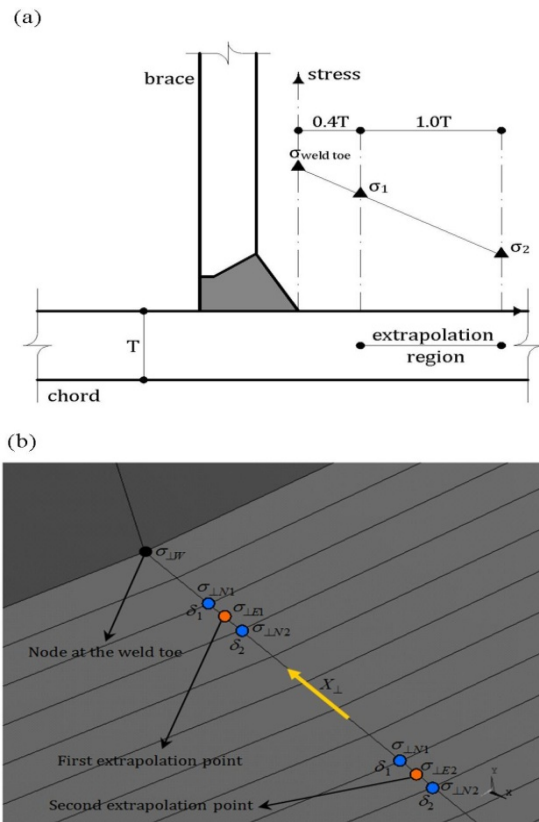 (a)
brace
stress
0.4T
1.0T
σweld toe
σ1
σ2
T
extrapolation
region
chord
(b)
σ⊥W
σ⊥N1
δ1
σ⊥E1
σ⊥N2
δ2
Node at the weld toe
X⊥
First extrapolation point
σ⊥N1
δ1
σ⊥E2
Second extrapolation point
σ⊥N2
δ2
Y
X